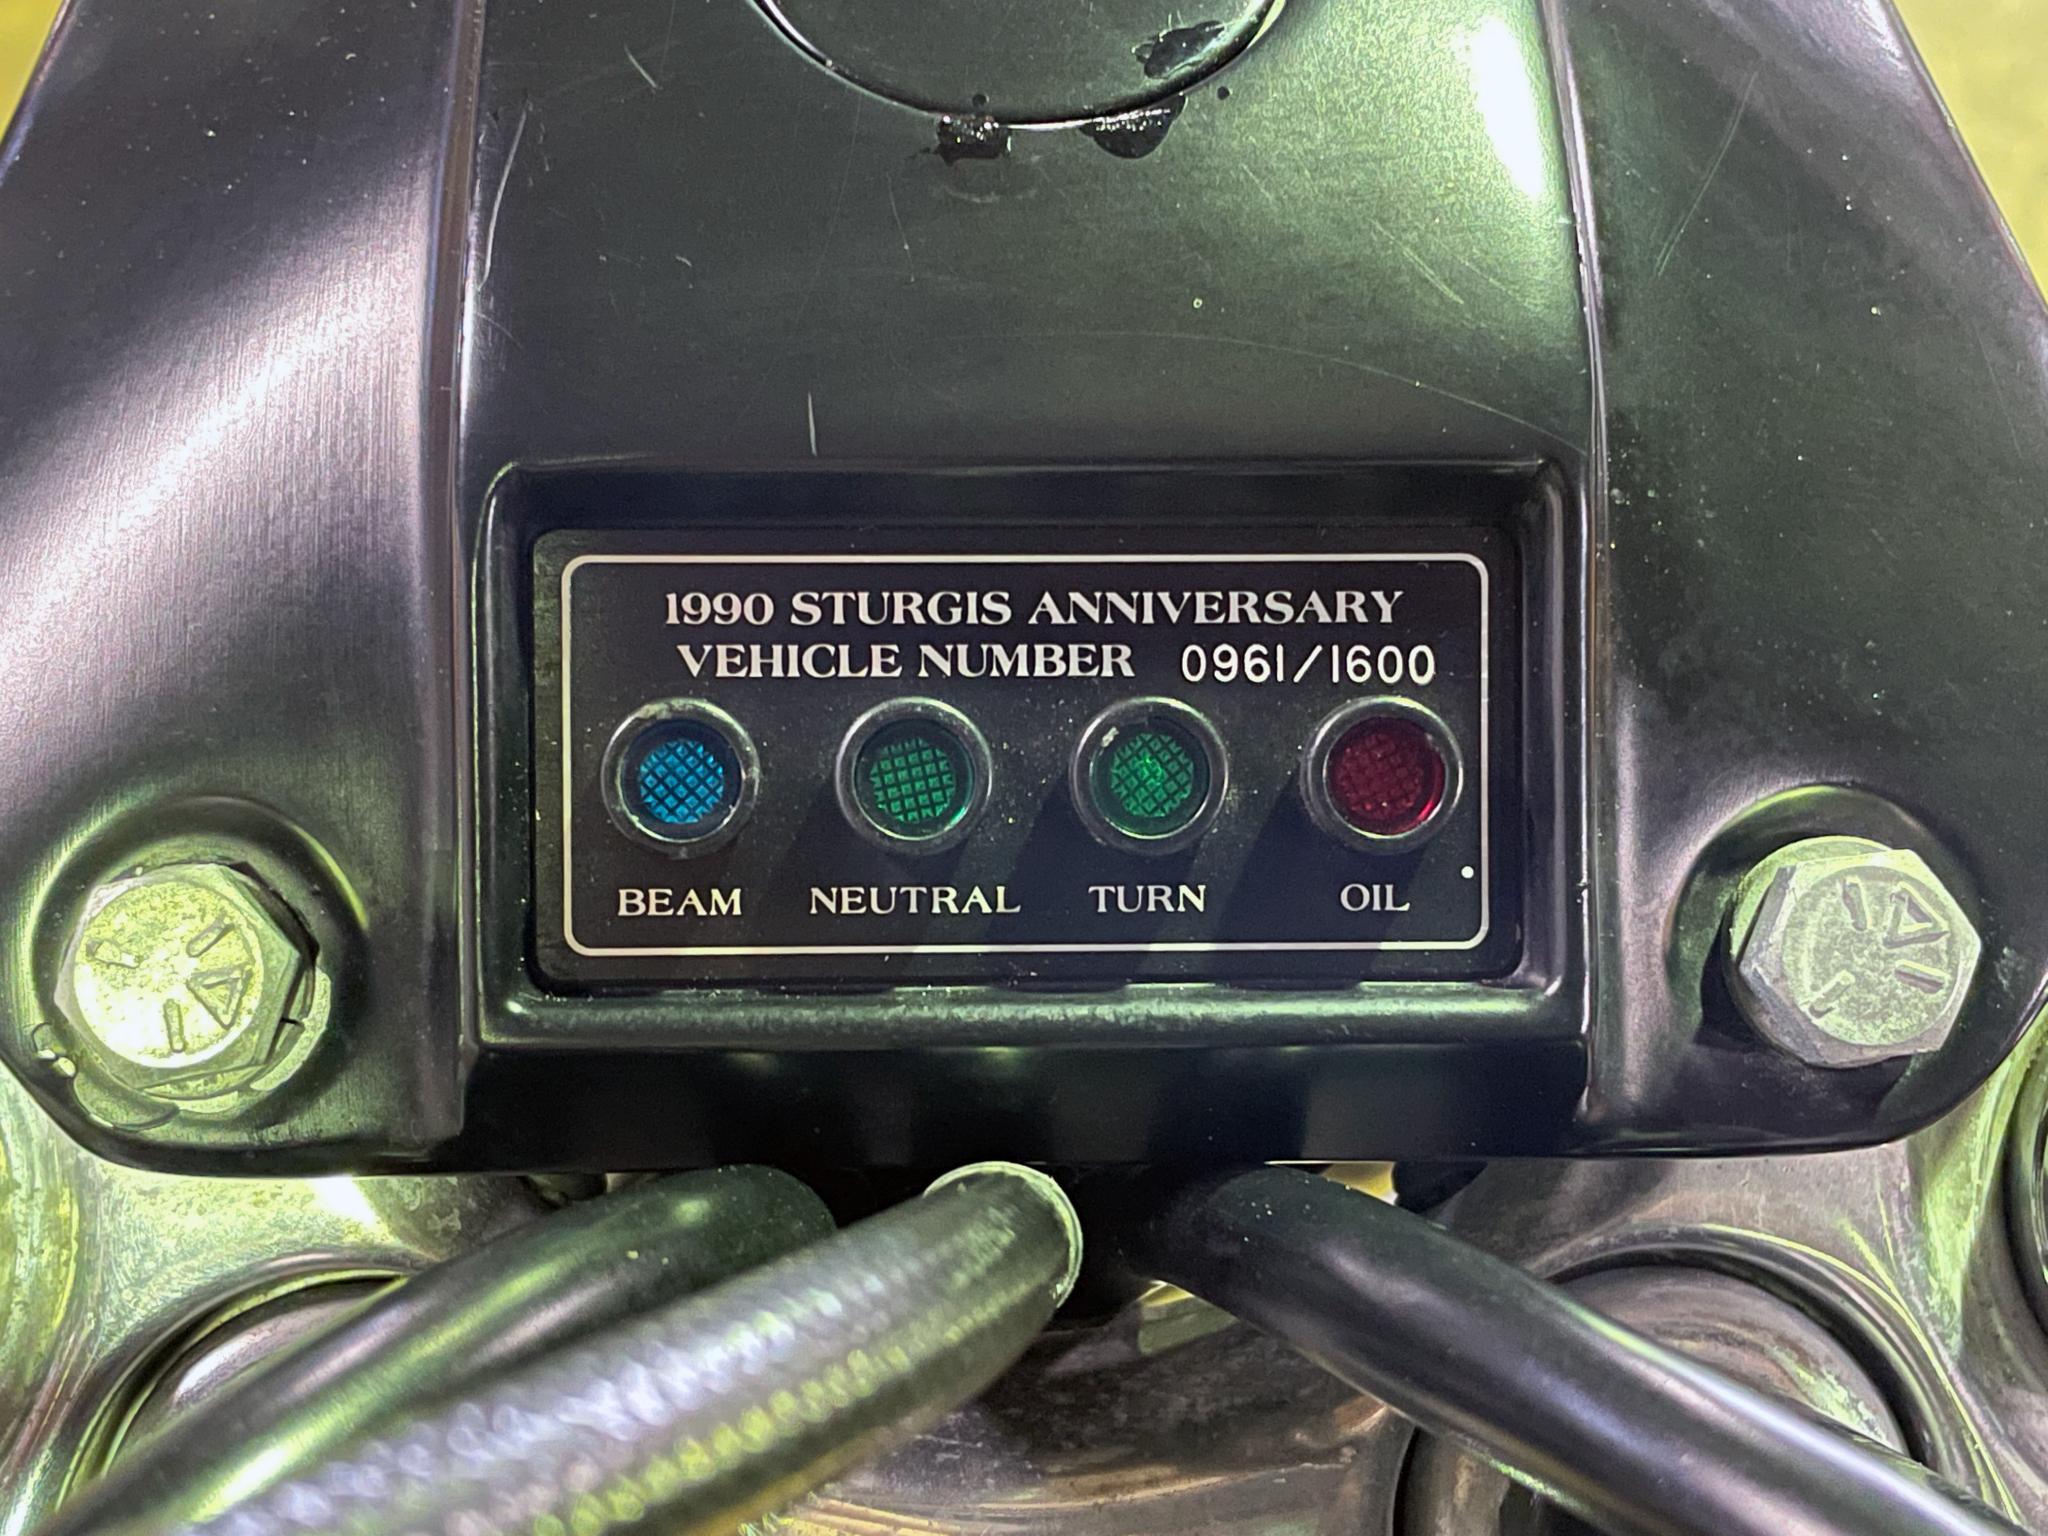 1990 STURGIS ANNIVERSARY
VEHICLE NUMBER 0961/1600
BEAM NEUTRAL TURN OIL